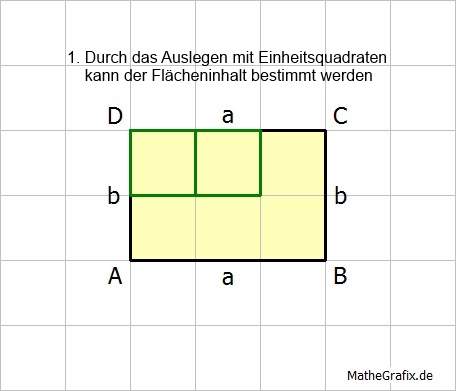 1. Durch das Auslegen mit Einheitsquadraten
kann der Flächeninhalt bestimmt werden
D a C
b b
A a B
MatheGrafix.de